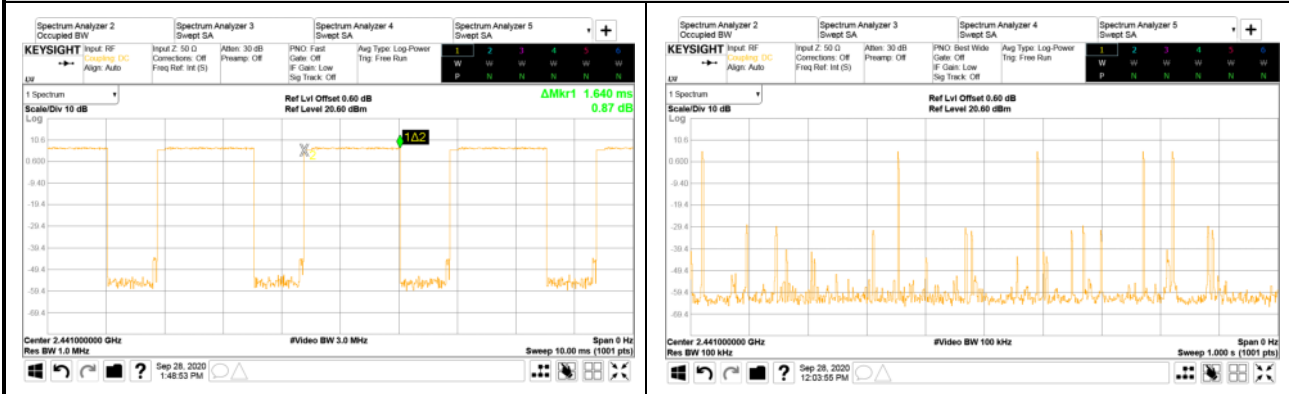 Spectrum Analyzer 2
Occupied BW
Spectrum Analyzer 3
Swept SA
Spectrum Analyzer 4
Swept SA
Spectrum Analyzer 5
Swept SA
KEYSIGHT
Input: RF
Coupling: DC
Align: Auto
Input Z: 50 Ω
Corrections: Off
Freq Ref: Int (S)
Atten: 30 dB
Preamp: Off
PNO: Fast
Gate: Off
IF Gain: Low
Sig Track: Off
Avg Type: Log-Power
Trig: Free Run
1 2 3 4 5 6
W W W W W W
P N N N N N
1 Spectrum
Scale/Div 10 dB
Log
Ref Lvl Offset 0.60 dB
Ref Level 20.60 dBm
ΔMkr1 1.640 ms
0.87 dB
1Δ2
10.6
0.600
-9.40
-19.4
-29.4
-39.4
-49.4
-59.4
-69.4
Center 2.441000000 GHz
Res BW 1.0 MHz
#Video BW 3.0 MHz
Span 0 Hz
Sweep 10.00 ms (1001 pts)
Sep 28, 2020
1:48:53 PM
Spectrum Analyzer 2
Occupied BW
Spectrum Analyzer 3
Swept SA
Spectrum Analyzer 4
Swept SA
Spectrum Analyzer 5
Swept SA
KEYSIGHT
Input: RF
Coupling: DC
Align: Auto
Input Z: 50 Ω
Corrections: Off
Freq Ref: Int (S)
Atten: 30 dB
Preamp: Off
PNO: Best Wide
Gate: Off
IF Gain: Low
Sig Track: Off
Avg Type: Log-Power
Trig: Free Run
1 2 3 4 5 6
W W W W W W
P N N N N N
1 Spectrum
Scale/Div 10 dB
Log
Ref Lvl Offset 0.60 dB
Ref Level 20.60 dBm
10.6
0.600
-9.40
-19.4
-29.4
-39.4
-49.4
-59.4
-69.4
Center 2.441000000 GHz
Res BW 100 kHz
#Video BW 100 kHz
Span 0 Hz
Sweep 1.000 s (1001 pts)
Sep 28, 2020
12:03:55 PM